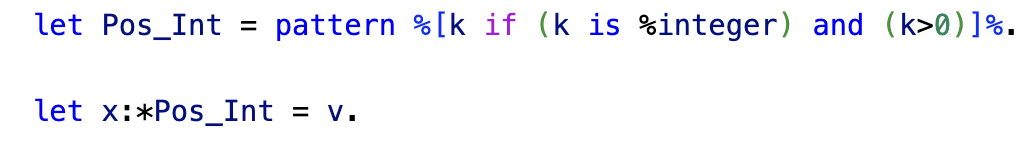 let Pos_Int = pattern %[k if (k is %integer) and (k>0)]%.
let x:*Pos_Int = v.